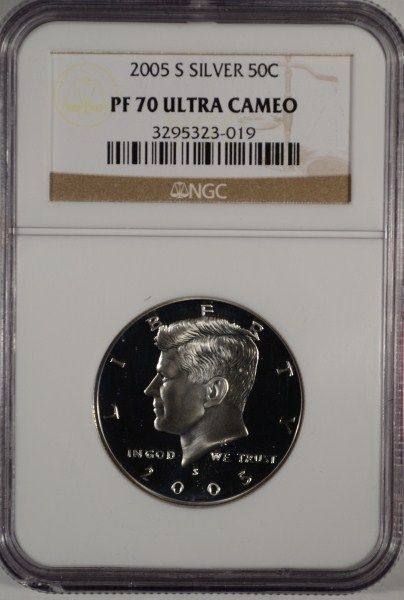 2005 S SILVER 50C
PF 70 ULTRA CAMEO
3295323-019
NGC
LIBERTY
IN GOD WE TRUST
S
2005